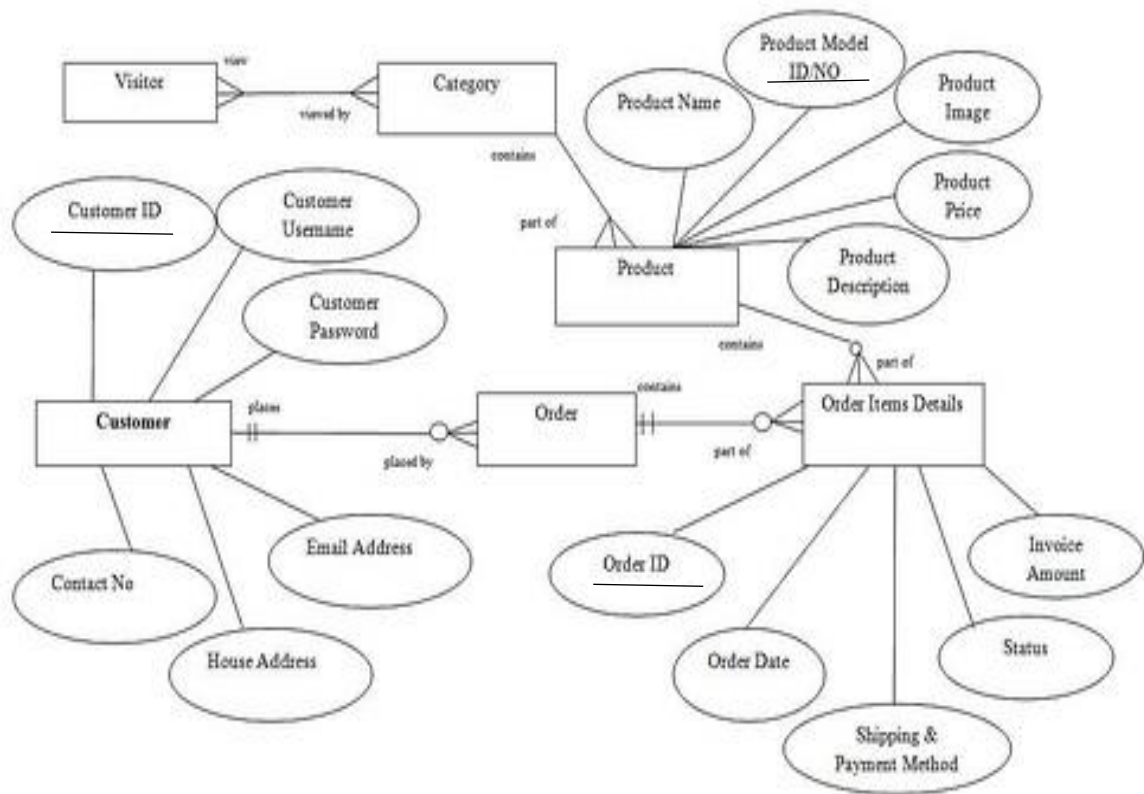 Product Model
ID/NO
view
Visitor
Category
Product Name
Product
Image
viewed by
contains
Customer ID
Customer
Username
Product
Price
part of
Product
Product
Description
Customer
Password
contains
part of
Customer
places
Order
contains
Order Items Details
placed by
part of
Email Address
Order ID
Invoice
Amount
Contact No
House Address
Order Date
Status
Shipping &
Payment Method